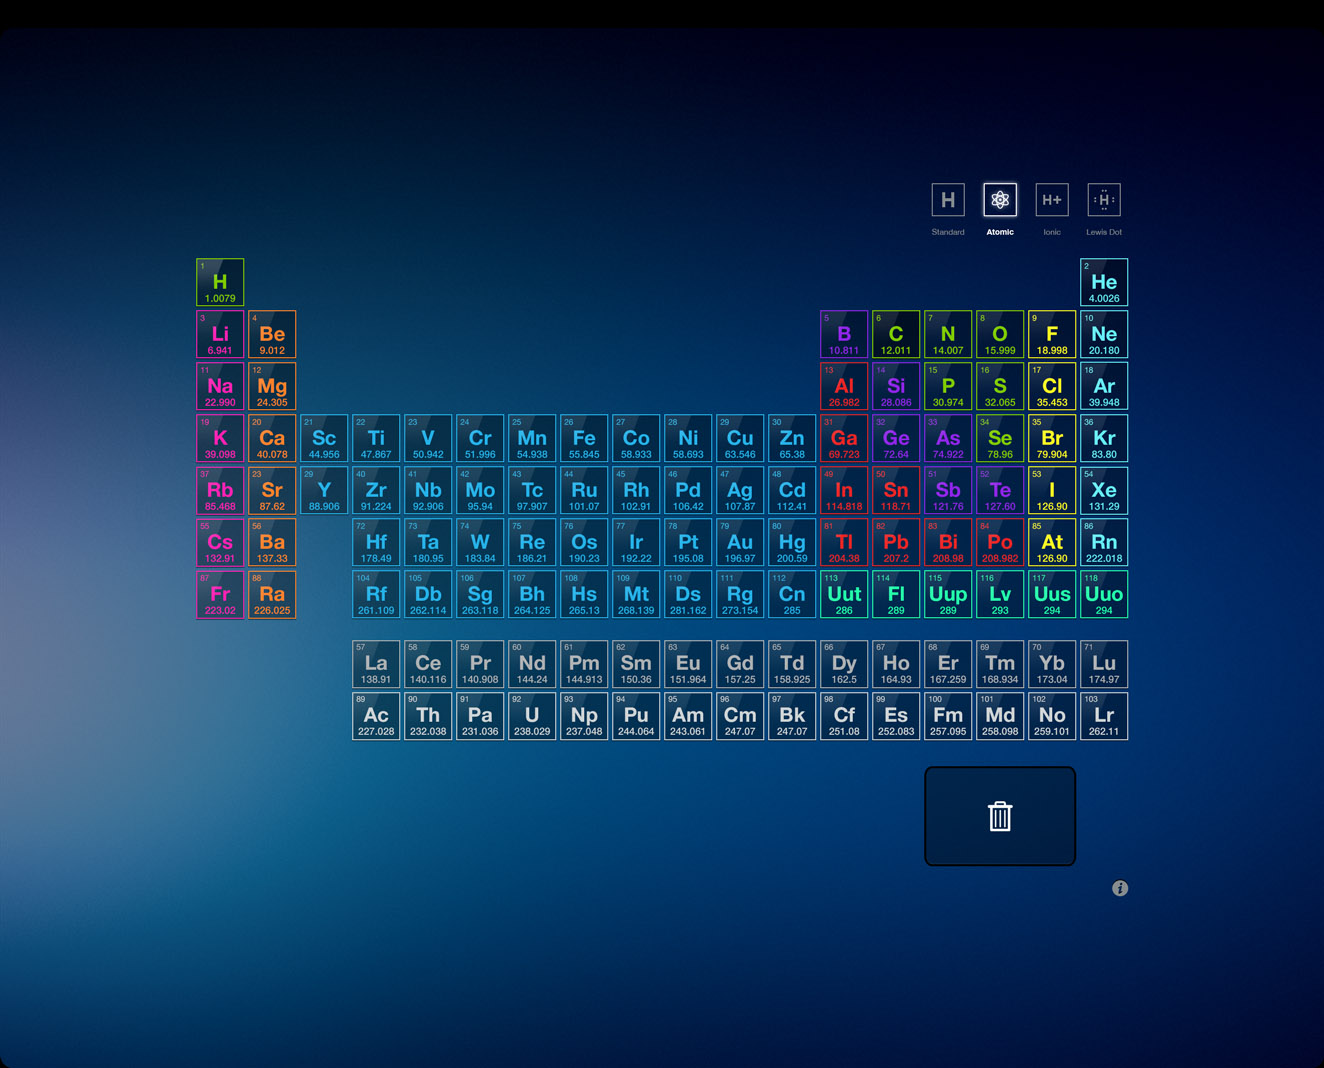 H H+ :H:
Standard Atomic Ionic Lewis Dot
1 2
H He
1.0079 4.0026
3 4 5 6 7 8 9 10
Li Be B C N O F Ne
6.941 9.012 10.811 12.011 14.007 15.999 18.998 20.180
11 12 13 14 15 16 17 18
Na Mg Al Si P S Cl Ar
22.990 24.305 26.982 28.086 30.974 32.065 35.453 39.948
19 20 21 22 23 24 25 26 27 28 29 30 31 32 33 34 35 36
K Ca Sc Ti V Cr Mn Fe Co Ni Cu Zn Ga Ge As Se Br Kr
39.098 40.078 44.956 47.867 50.942 51.996 54.938 55.845 58.933 58.693 63.546 65.38 69.723 72.64 74.922 78.96 79.904 83.80
37 23 29 40 41 42 43 44 45 46 47 48 49 50 51 52 53 54
Rb Sr Y Zr Nb Mo Tc Ru Rh Pd Ag Cd In Sn Sb Te I Xe
85.468 87.62 88.906 91.224 92.906 95.94 97.907 101.07 102.91 106.42 107.87 112.41 114.818 118.71 121.76 127.60 126.90 131.29
55 56 72 73 74 75 76 77 78 79 80 81 82 83 84 85 86
Cs Ba Hf Ta W Re Os Ir Pt Au Hg Tl Pb Bi Po At Rn
132.91 137.33 178.49 180.95 183.84 186.21 190.23 192.22 195.08 196.97 200.59 204.38 207.2 208.98 208.982 126.90 222.018
87 88 104 105 106 107 108 109 110 111 112 113 114 115 116 117 118
Fr Ra Rf Db Sg Bh Hs Mt Ds Rg Cn Uut Fl Uup Lv Uus Uuo
223.02 226.025 261.109 262.114 263.118 264.125 265.13 268.139 281.162 273.154 285 286 289 289 293 294 294
57 58 59 60 61 62 63 64 65 66 67 68 69 70 71
La Ce Pr Nd Pm Sm Eu Gd Td Dy Ho Er Tm Yb Lu
138.91 140.116 140.908 144.24 144.913 150.36 151.964 157.25 158.925 162.5 164.93 167.259 168.934 173.04 174.97
89 90 91 92 93 94 95 96 97 98 99 100 101 102 103
Ac Th Pa U Np Pu Am Cm Bk Cf Es Fm Md No Lr
227.028 232.038 231.036 238.029 237.048 244.064 243.061 247.07 247.07 251.08 252.083 257.095 258.098 259.101 262.11
i